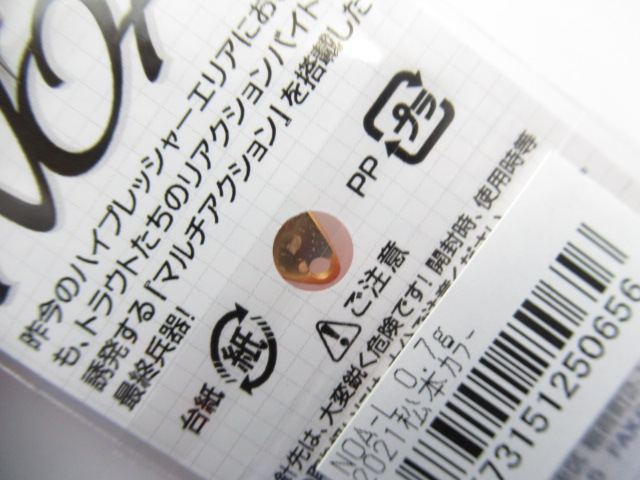 NOA
昨今のハイプレッシャーエリアにお
も、トラウトたちのリアクションバイト
誘発する『マルチアクション』を搭載した
最終兵器!
プラ
PP
紙
台紙
ご注意
針先は、大変鋭く危険です!開封時、使用時等
NOA-L 0.7g
2021松本カラー
73151250656